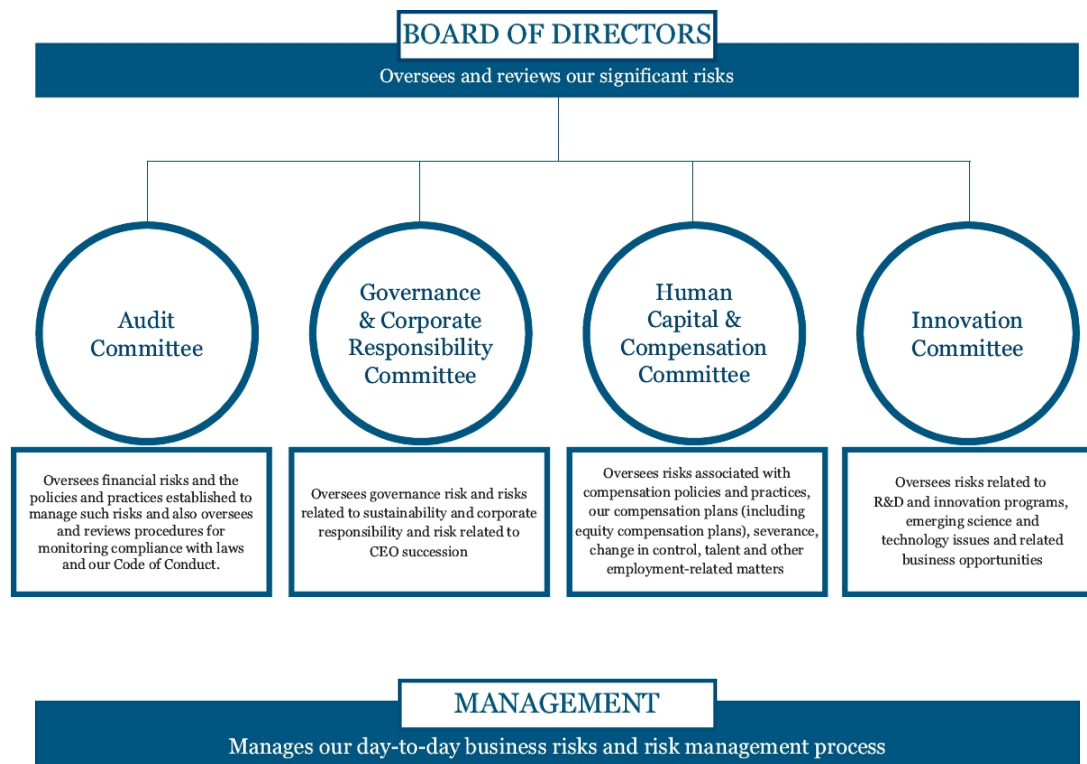 BOARD OF DIRECTORS
Oversees and reviews our significant risks
Audit
Committee
Governance
& Corporate
Responsibility
Committee
Human
Capital &
Compensation
Committee
Innovation
Committee
Oversees financial risks and the
policies and practices established to
manage such risks and also oversees
and reviews procedures for
monitoring compliance with laws
and our Code of Conduct.
Oversees governance risk and risks
related to sustainability and corporate
responsibility and risk related to
CEO succession
Oversees risks associated with
compensation policies and practices,
our compensation plans (including
equity compensation plans), severance,
change in control, talent and other
employment-related matters
Oversees risks related to
R&D and innovation programs,
emerging science and
technology issues and related
business opportunities
MANAGEMENT
Manages our day-to-day business risks and risk management process